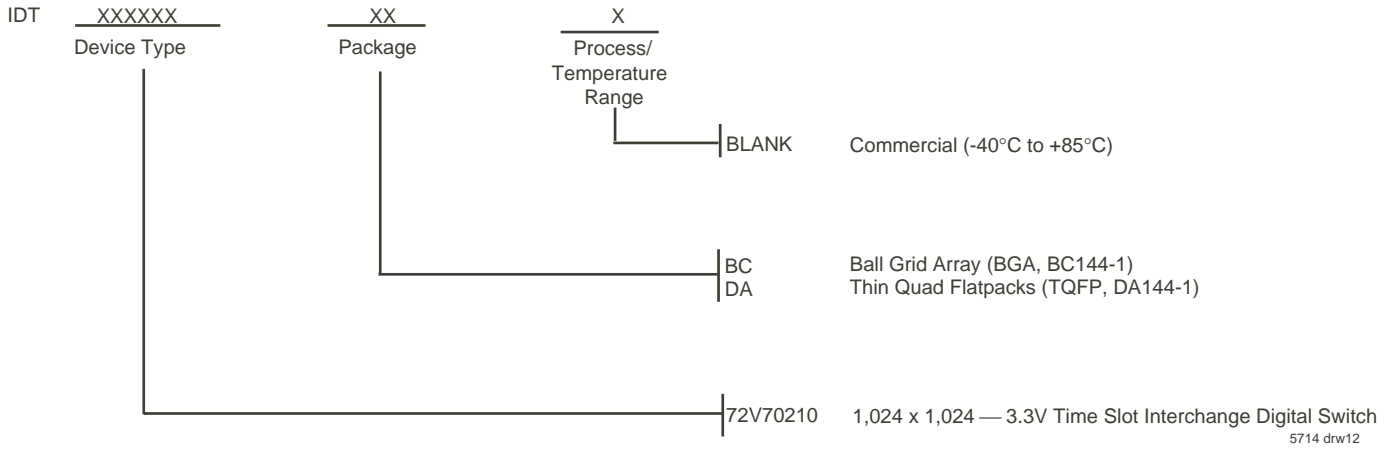 IDT XXXXXX XX X
Device Type Package Process/
Temperature
Range
BLANK Commercial (-40°C to +85°C)
BC Ball Grid Array (BGA, BC144-1)
DA Thin Quad Flatpacks (TQFP, DA144-1)
72V70210 1,024 x 1,024 — 3.3V Time Slot Interchange Digital Switch
5714 drw12